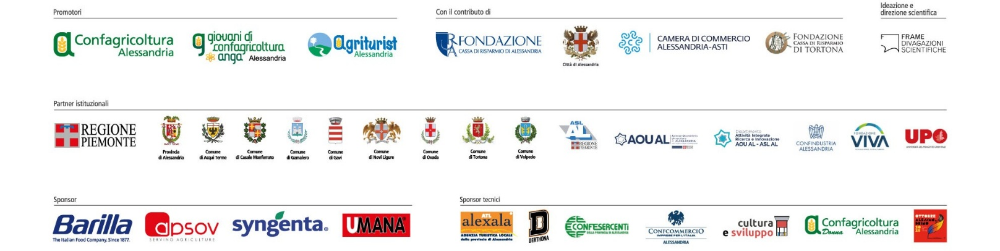 Promotori
Confagricoltura
Alessandria
giovani di
confagricoltura
anga Alessandria
agriturist
Alessandria
Con il contributo di
FONDAZIONE
CASSA DI RISPARMIO DI ALESSANDRIA
Città di Alessandria
CAMERA DI COMMERCIO
ALESSANDRIA-ASTI
FONDAZIONE
CASSA DI RISPARMIO
DI TORTONA
Ideazione e
direzione scientifica
FRAME
DIVAGAZIONI
SCIENTIFICHE
Partner istituzionali
REGIONE
PIEMONTE
Provincia
di Alessandria
Comune
di Acqui Terme
Comune
di Casale Monferrato
Comune
di Gamalero
Comune
di Gavi
Comune
di Novi Ligure
Comune
di Ovada
Comune
di Tortona
Comune
di Volpedo
ASL
AL
REGIONE
PIEMONTE
AOU AL
Dipartimento
Attività Integrate
Ricerca e Innovazione
AOU AL - ASL AL
CONFINDUSTRIA
ALESSANDRIA
FONDAZIONE
VIVA
UPO
UNIVERSITÀ DEL PIEMONTE ORIENTALE
Sponsor
Barilla
The Italian Food Company. Since 1877.
apsov
SERVING AGRICULTURE
syngenta.
UMANA
Sponsor tecnici
ATL
alexala
AGENZIA TURISTICA LOCALE
della provincia di Alessandria
D
DERTHONA
CONFESERCENTI
DELLA PROVINCIA DI ALESSANDRIA
CONFCOMMERCIO
IMPRESE PER L'ITALIA
ALESSANDRIA
cultura
e sviluppo
Confagricoltura
Donna Alessandria
OTTOBRE
ALESSAN
DRINO